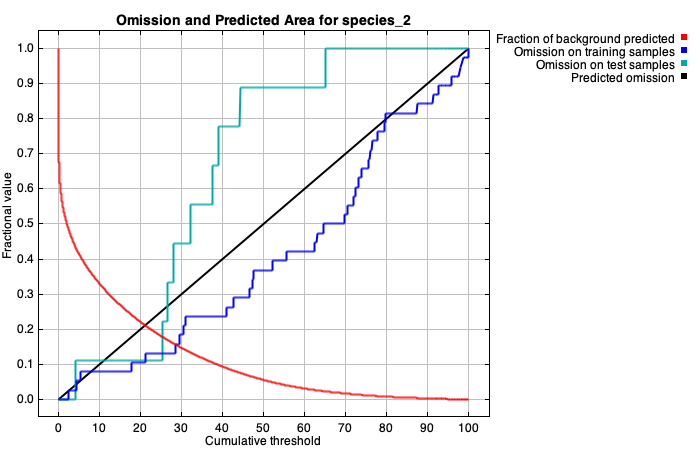 Omission and Predicted Area for species_2
Fraction of background predicted
Omission on training samples
Omission on test samples
Predicted omission
1.0
0.9
0.8
0.7
0.6
0.5
0.4
0.3
0.2
0.1
0.0
Fractional value
0 10 20 30 40 50 60 70 80 90 100
Cumulative threshold